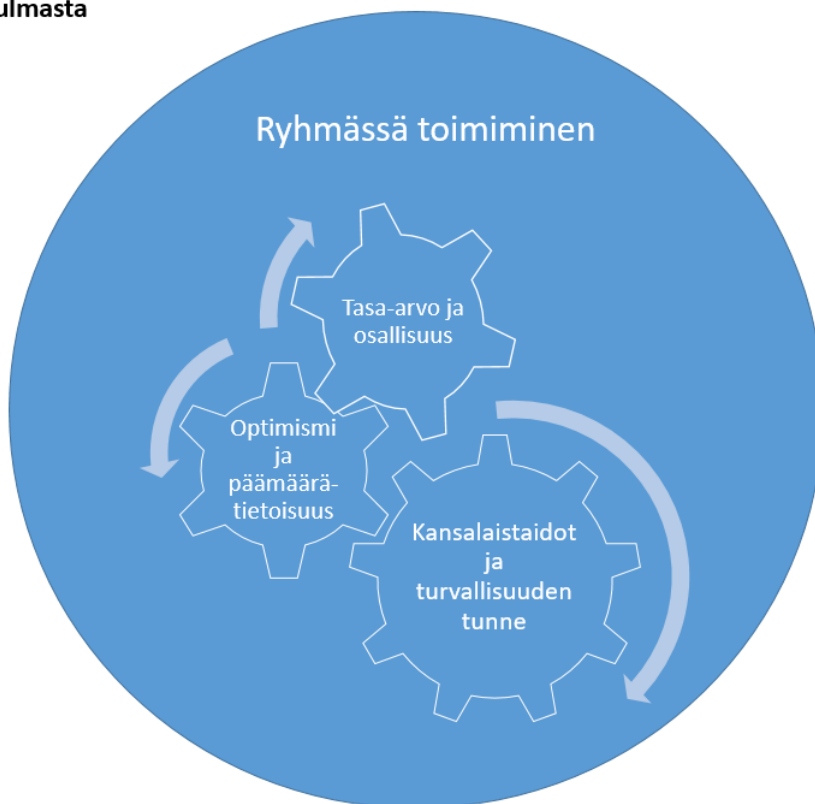 ulmasta
Ryhmässä toimiminen
Tasa-arvo ja
osallisuus
Optimismi
ja
päämäärä-
tietoisuus
Kansalaistaidot
ja
turvallisuuden
tunne